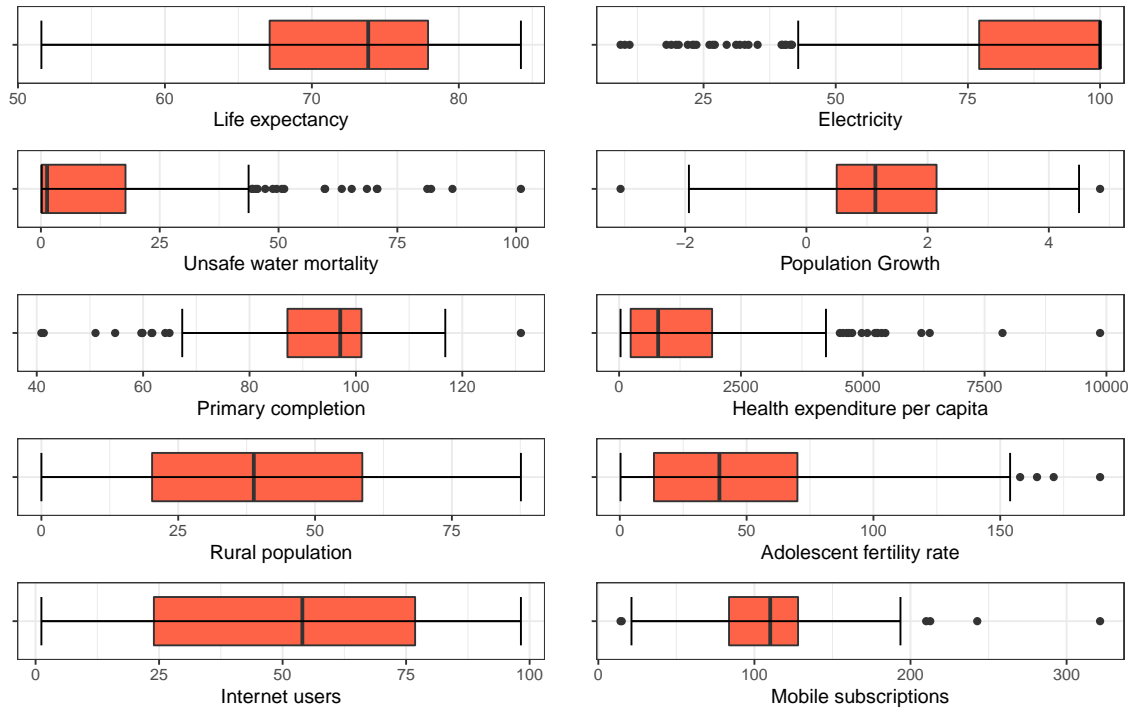 50 60 70 80
Life expectancy
25 50 75 100
Electricity
0 25 50 75 100
Unsafe water mortality
−2 0 2 4
Population Growth
40 60 80 100 120
Primary completion
0 2500 5000 7500 10000
Health expenditure per capita
0 25 50 75
Rural population
0 50 100 150
Adolescent fertility rate
0 25 50 75 100
Internet users
0 100 200 300
Mobile subscriptions